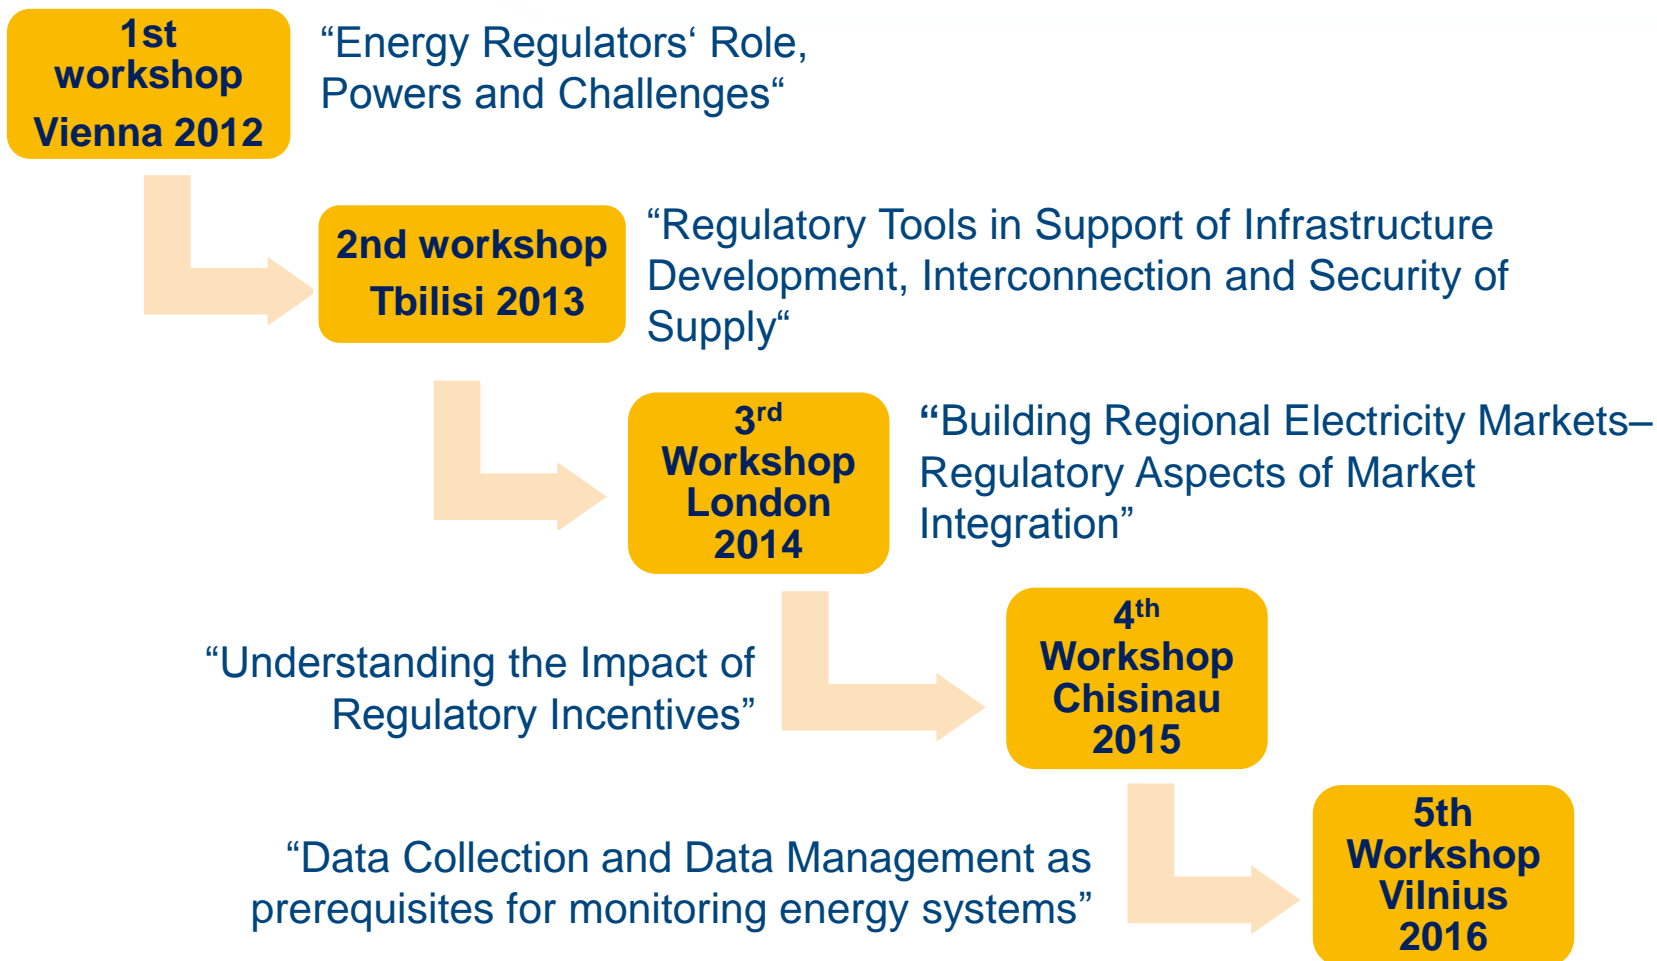 1st
workshop
Vienna 2012
“Energy Regulators‘ Role,
Powers and Challenges“
2nd workshop
Tbilisi 2013
“Regulatory Tools in Support of Infrastructure
Development, Interconnection and Security of
Supply“
3rd
Workshop
London
2014
“Building Regional Electricity Markets–
Regulatory Aspects of Market
Integration”
“Understanding the Impact of
Regulatory Incentives”
4th
Workshop
Chisinau
2015
“Data Collection and Data Management as
prerequisites for monitoring energy systems”
5th
Workshop
Vilnius
2016